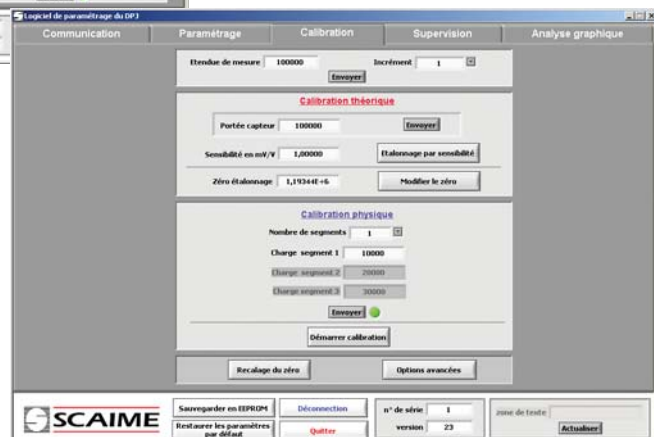 Logiciel de paramétrage du DPJ
Communication Paramétrage Calibration Supervision Analyse graphique
Etendue de mesure 100000 Incrément 1
Envoyer
Calibration théorique
Portée capteur 100000 Envoyer
Sensibilité en mV/V 1,00000 Etalonnage par sensibilité
Zéro étalonnage 1,19344E+6 Modifier le zéro
Calibration physique
Nombre de segments 1
Charge segment 1 10000
Charge segment 2 20000
Charge segment 3 30000
Envoyer
Démarrer calibration
Recalage du zéro Options avancées
SCAIME
Sauvegarder en EEPROM Déconnection n° de série 1 zone de texte
Restaurer les paramètres par défaut Quitter version 23 Actualiser